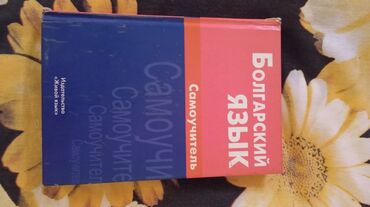 Болгарский
язык
Самоучитель
Самоучи
Самоучите
Самоучител
Издательство
«Живой язык»